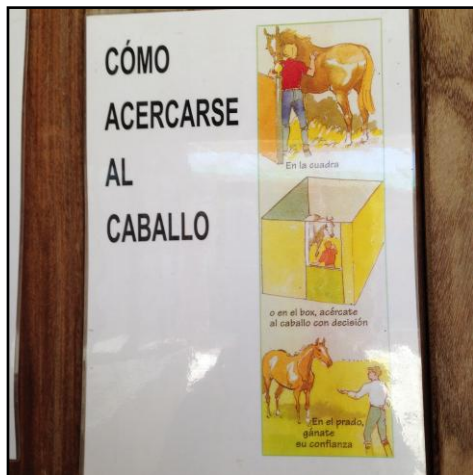 CÓMO
ACERCARSE
AL
CABALLO
En la cuadra
o en el box, acércate
al caballo con decisión
En el prado,
gánate
su confianza